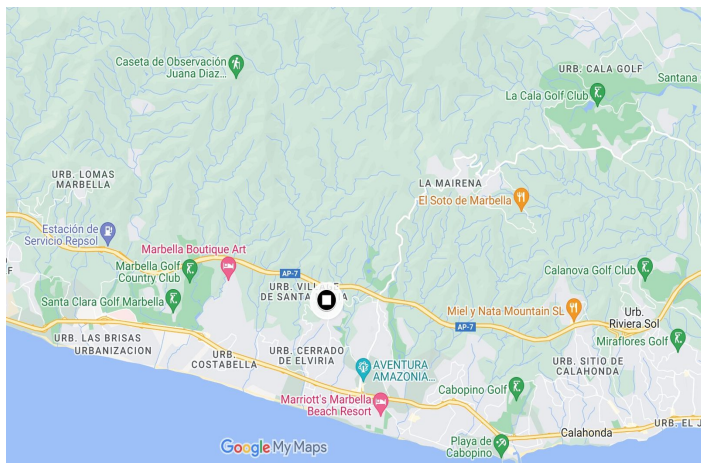 Caseta de Observación
Juana Diaz...
URB. CALA GOLF
Santana
La Cala Golf Club
URB. LOMAS
MARBELLA
LA MAIRENA
El Soto de Marbella
Estación de
Servicio Repsol
Marbella Boutique Art
Marbella Golf
Country Club
AP-7
Calanova Golf Club
URB.
DE SANTA
Santa Clara Golf Marbella
Miel y Nata Mountain SL
AP-7
Urb.
Riviera Sol
Miraflores Golf
URB. LAS BRISAS
URBANIZACION
URB.
COSTABELLA
URB. CERRADO
DE ELVIRIA
AVENTURA
AMAZONIA...
URB. SITIO DE
CALAHONDA
Cabopino Golf
Marriott's Marbella
Beach Resort
URB. EL J
Calahonda
Playa de
Cabopino
Google My Maps